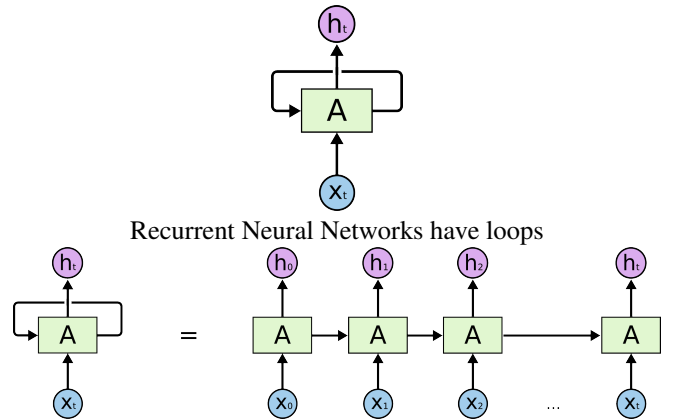 hₜ
A
xₜ
Recurrent Neural Networks have loops
hₜ h₀ h₁ h₂ hₜ
A = A A A A
xₜ x₀ x₁ x₂ ... xₜ